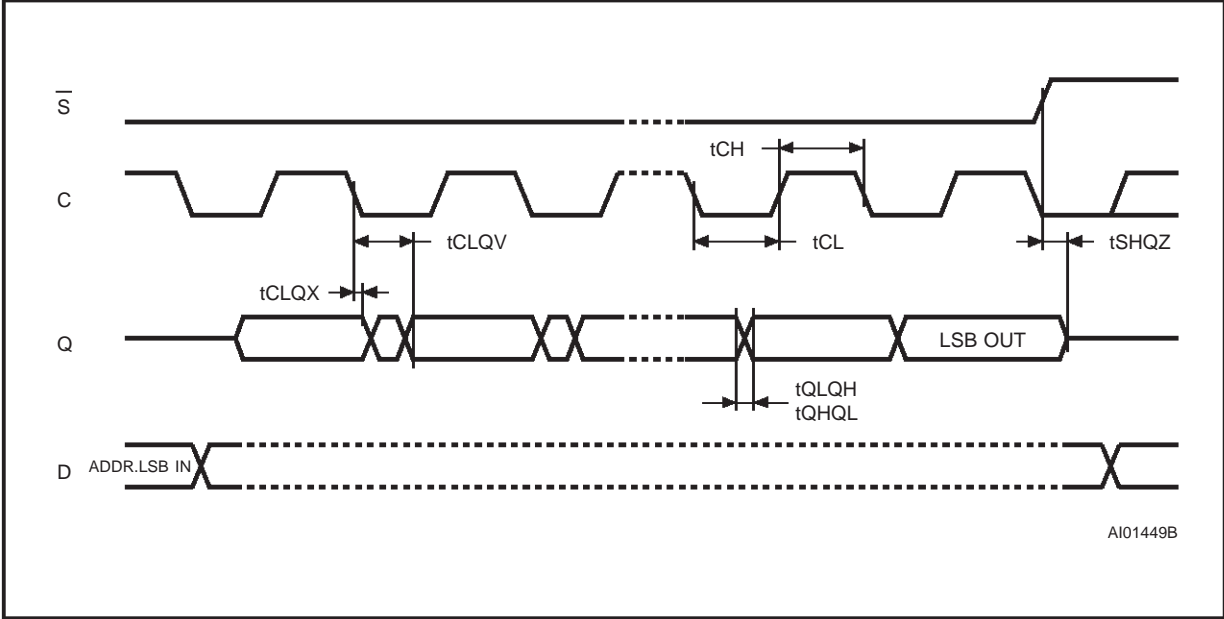 S
tCH
C
tCLQV
tCL
tSHQZ
tCLQX
Q
LSB OUT
tQLQH
tQHQL
D
ADDR.LSB IN
AI01449B